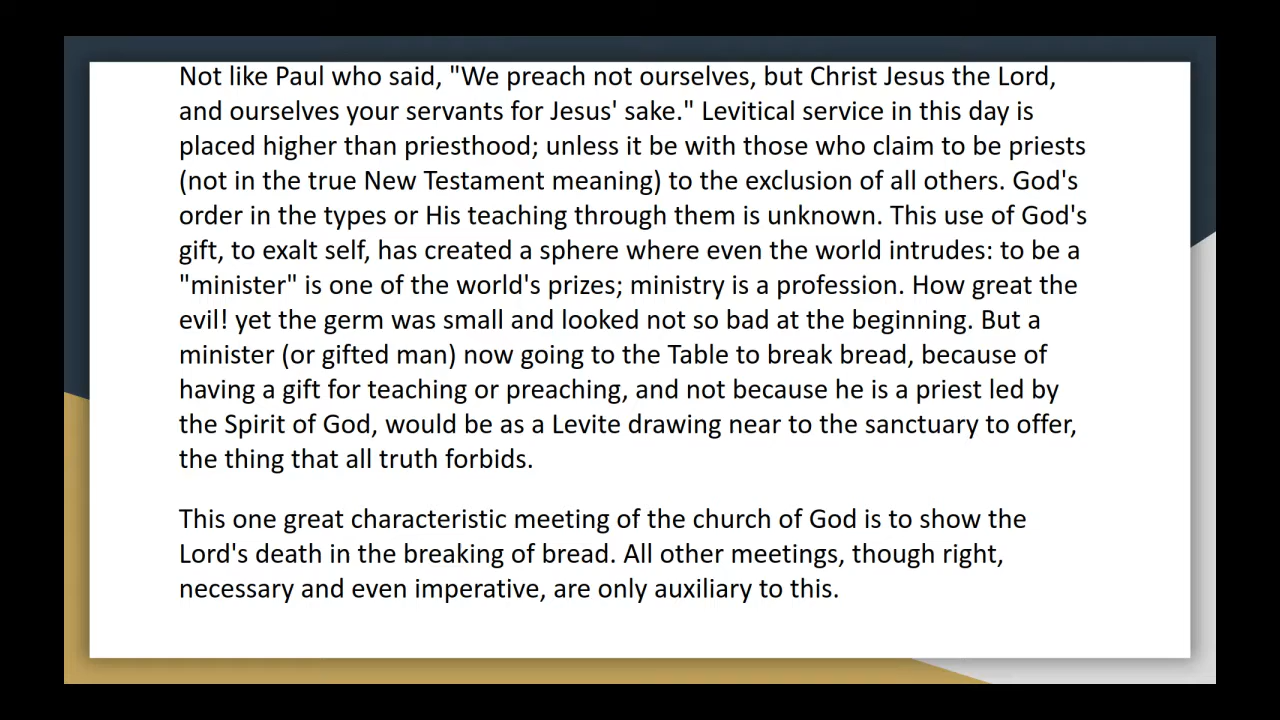 Not like Paul who said, "We preach not ourselves, but Christ Jesus the Lord,
and ourselves your servants for Jesus' sake." Levitical service in this day is
placed higher than priesthood; unless it be with those who claim to be priests
(not in the true New Testament meaning) to the exclusion of all others. God's
order in the types or His teaching through them is unknown. This use of God's
gift, to exalt self, has created a sphere where even the world intrudes: to be a
"minister" is one of the world's prizes; ministry is a profession. How great the
evil! yet the germ was small and looked not so bad at the beginning. But a
minister (or gifted man) now going to the Table to break bread, because of
having a gift for teaching or preaching, and not because he is a priest led by
the Spirit of God, would be as a Levite drawing near to the sanctuary to offer,
the thing that all truth forbids.
This one great characteristic meeting of the church of God is to show the
Lord's death in the breaking of bread. All other meetings, though right,
necessary and even imperative, are only auxiliary to this.